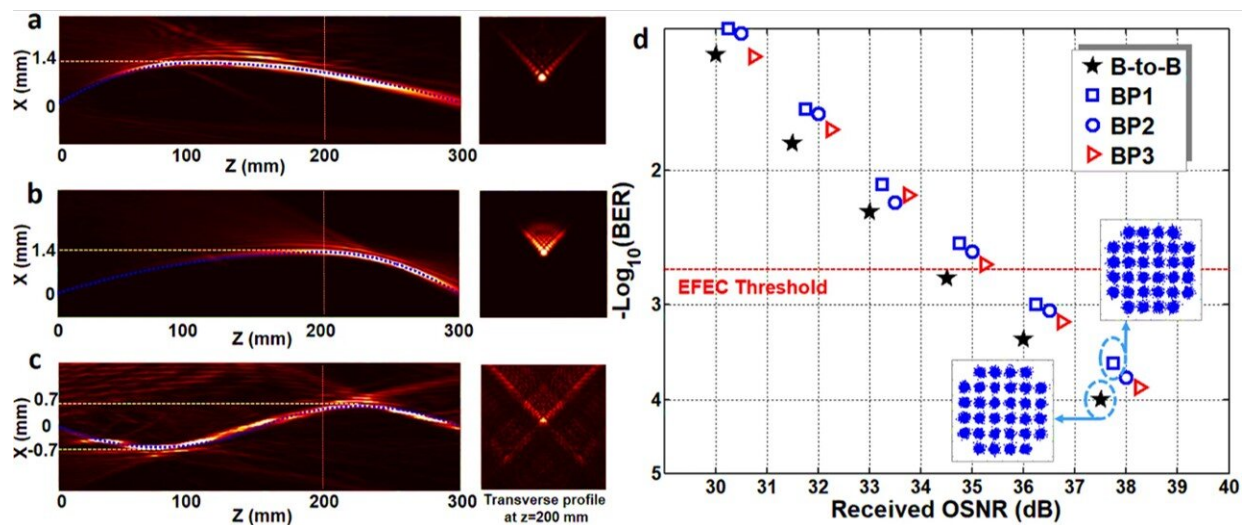 a
X (mm)
1.4
0
0 100 200 300
Z (mm)
b
X (mm)
1.4
0
0 100 200 300
Z (mm)
c
X (mm)
0.7
0
-0.7
0 100 200 300
Z (mm)
Transverse profile
at z=200 mm
d
-Log10(BER)
1
2
3
4
5
B-to-B
BP1
BP2
BP3
EFEC Threshold
30 31 32 33 34 35 36 37 38 39 40
Received OSNR (dB)